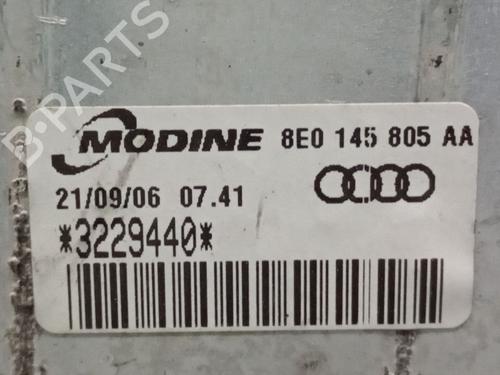 MODINE 8E0 145 805 AA
21/09/06 07.41
*3229440*
B-PARTS